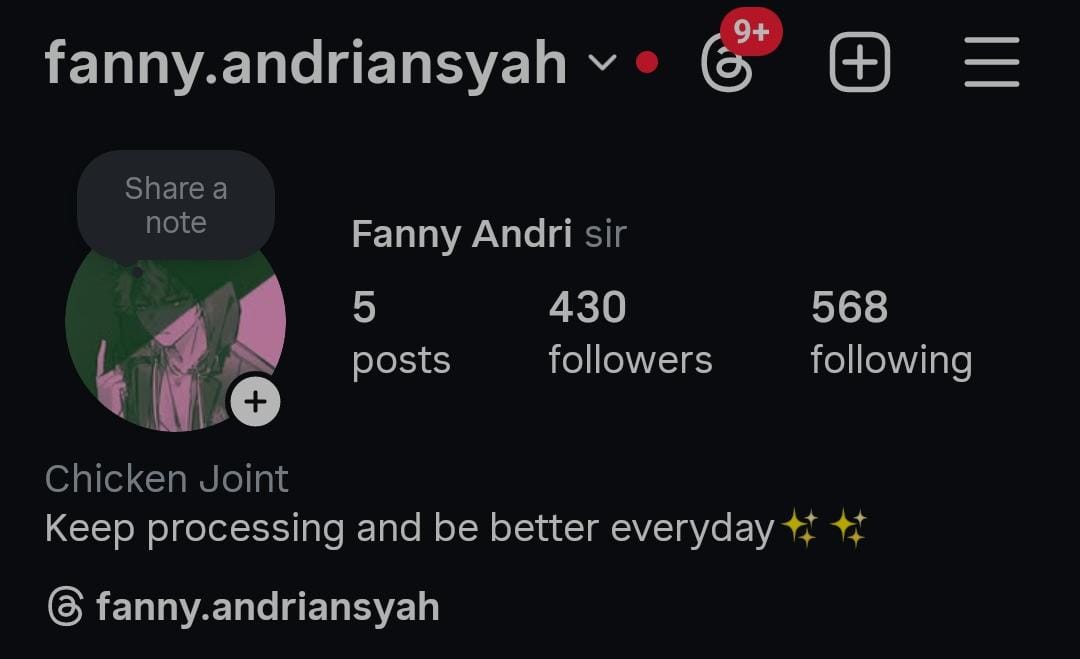 fanny.andriansyah
9+
Share a
note
Fanny Andri sir
5
posts
430
followers
568
following
Chicken Joint
Keep processing and be better everyday✨✨
fanny.andriansyah